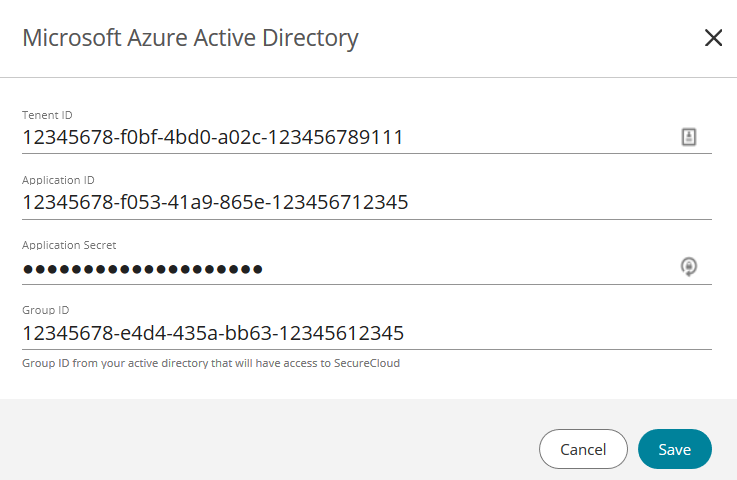 Microsoft Azure Active Directory
Tenent ID
12345678-f0bf-4bd0-a02c-123456789111
Application ID
12345678-f053-41a9-865e-123456712345
Application Secret
●●●●●●●●●●●●●●●●●●●●
Group ID
12345678-e4d4-435a-bb63-12345612345
Group ID from your active directory that will have access to SecureCloud
Cancel
Save